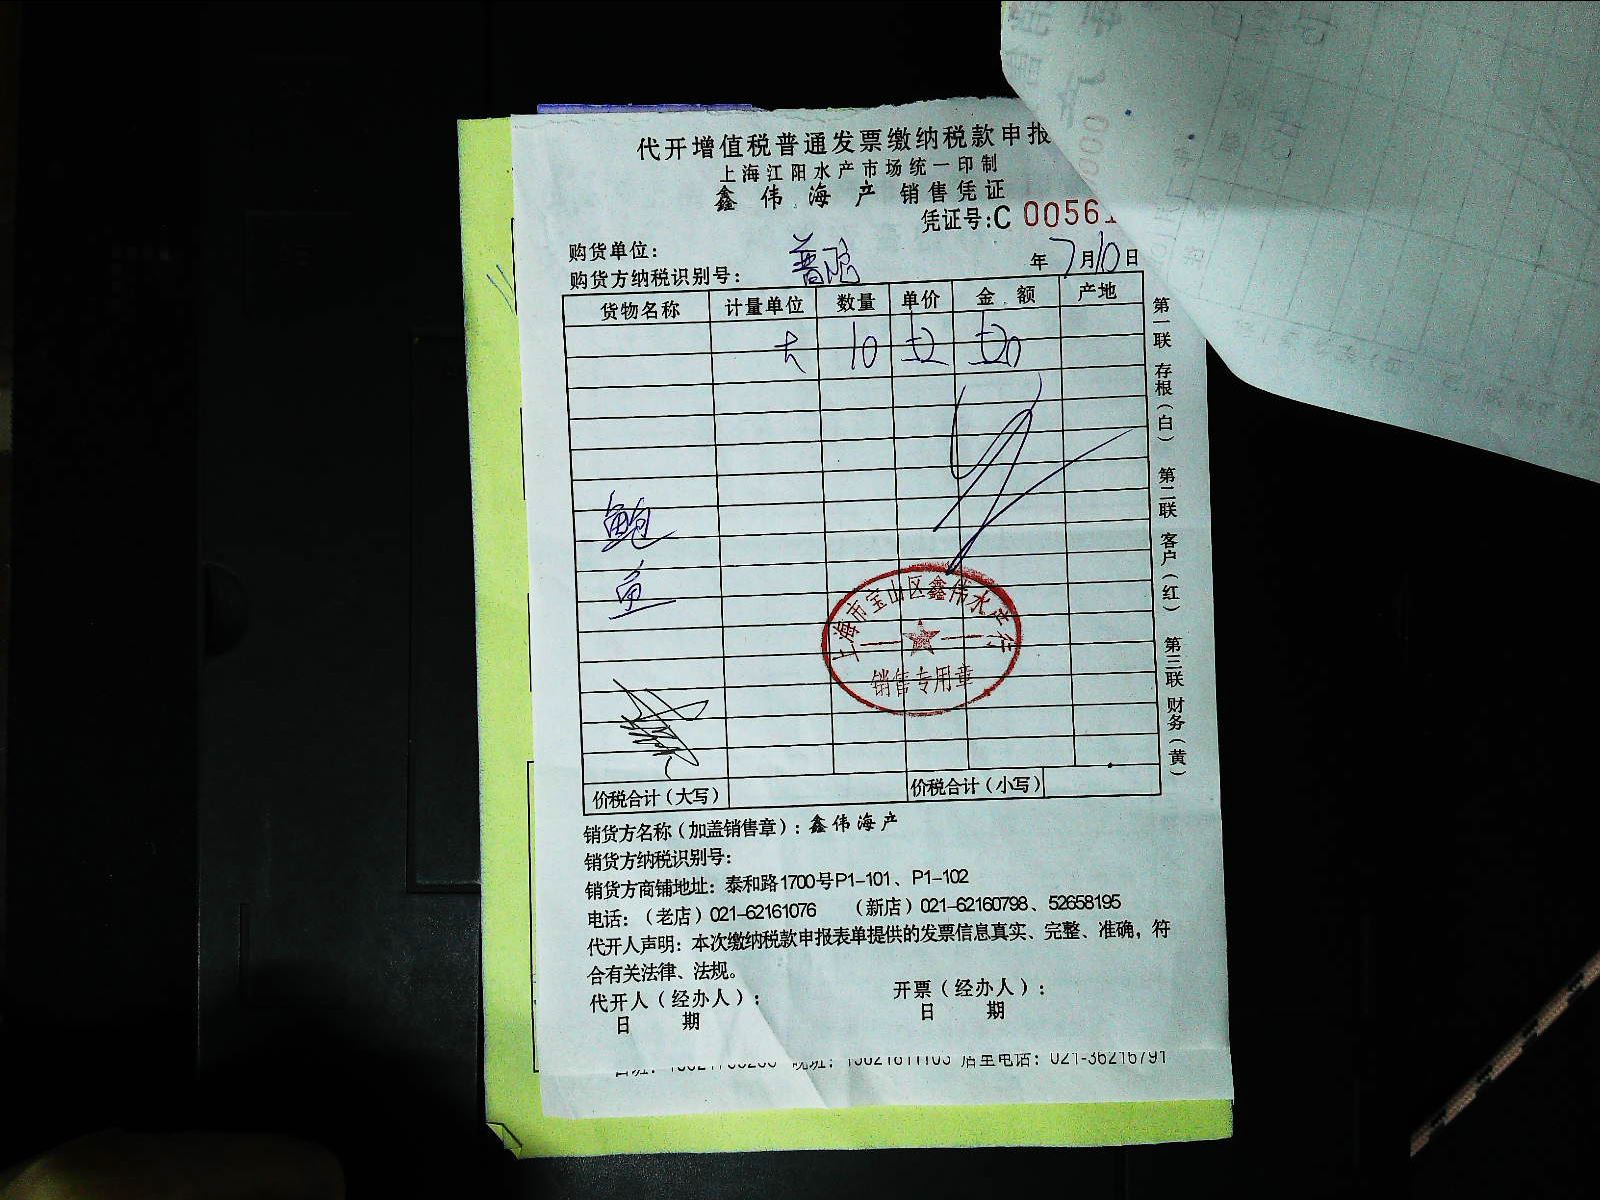 代开增值税普通发票缴纳税款申报
上海江阳水产市场统一印制
鑫伟海产 销售凭证
凭证号:C 00561
购货单位:
购货方纳税识别号:
年7月10日
货物名称 计量单位 数量 单价 金额 产地
10
鲍
鱼
上海市宝山区鑫伟水产行
销售专用章
价税合计(大写) 价税合计(小写)
第一联 存根(白) 第二联 客户(红) 第三联 财务(黄)
销货方名称(加盖销售章):鑫伟海产
销货方纳税识别号:
销货方商铺地址:泰和路1700号P1-101、P1-102
电话:(老店)021-62161076 (新店)021-62160798、52658195
代开人声明:本次缴纳税款申报表单提供的发票信息真实、完整、准确,符
合有关法律、法规。
代开人(经办人): 开票(经办人):
日期 日期
电话:021-36216791